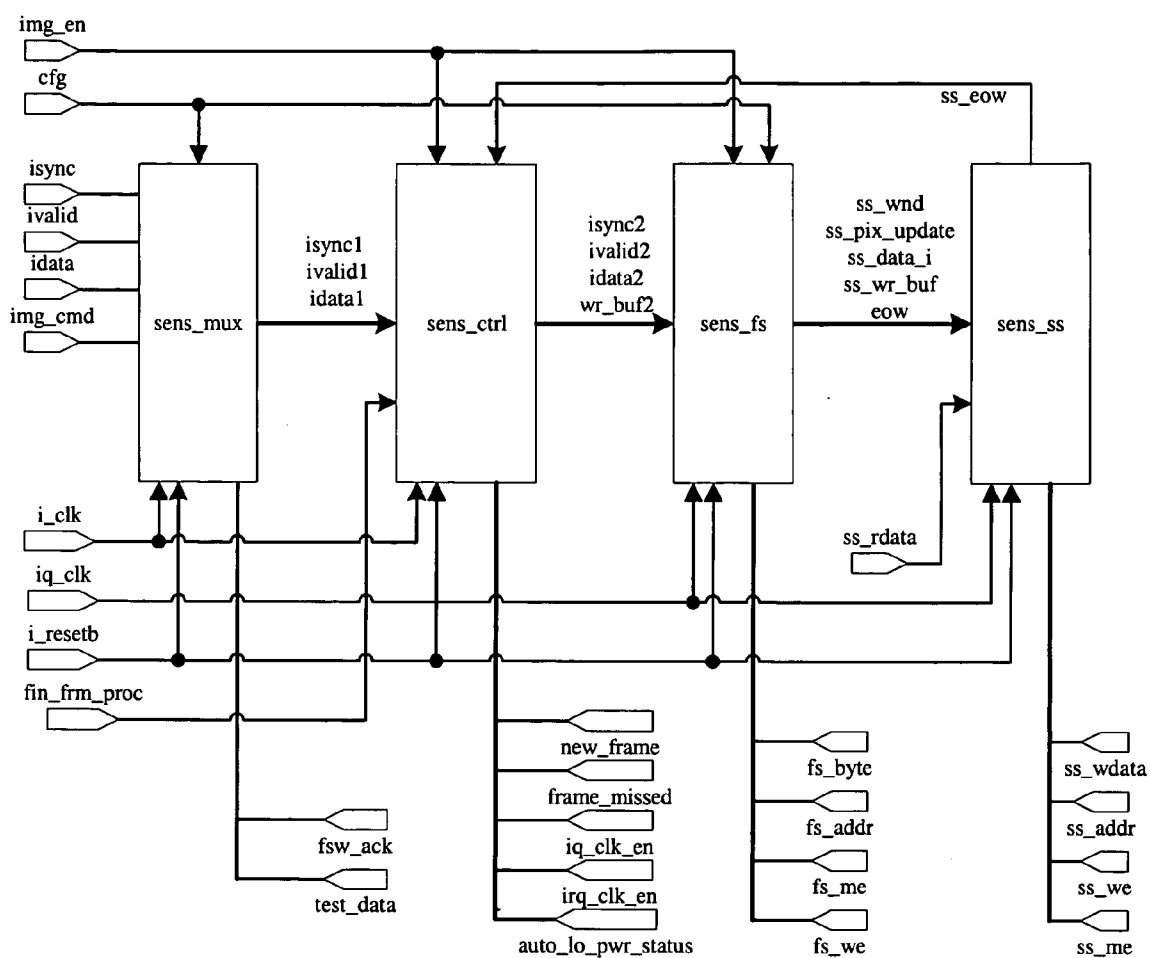 img_en
cfg
ss_eow
isync
ivalid
idata
img_cmd
sens_mux
isync1
ivalid1
idata1
sens_ctrl
isync2
ivalid2
idata2
wr_buf2
sens_fs
ss_wnd
ss_pix_update
ss_data_i
ss_wr_buf
eow
sens_ss
i_clk
iq_clk
i_resetb
fin_frm_proc
ss_rdata
fsw_ack
test_data
new_frame
frame_missed
iq_clk_en
irq_clk_en
auto_lo_pwr_status
fs_byte
fs_addr
fs_me
fs_we
ss_wdata
ss_addr
ss_we
ss_me